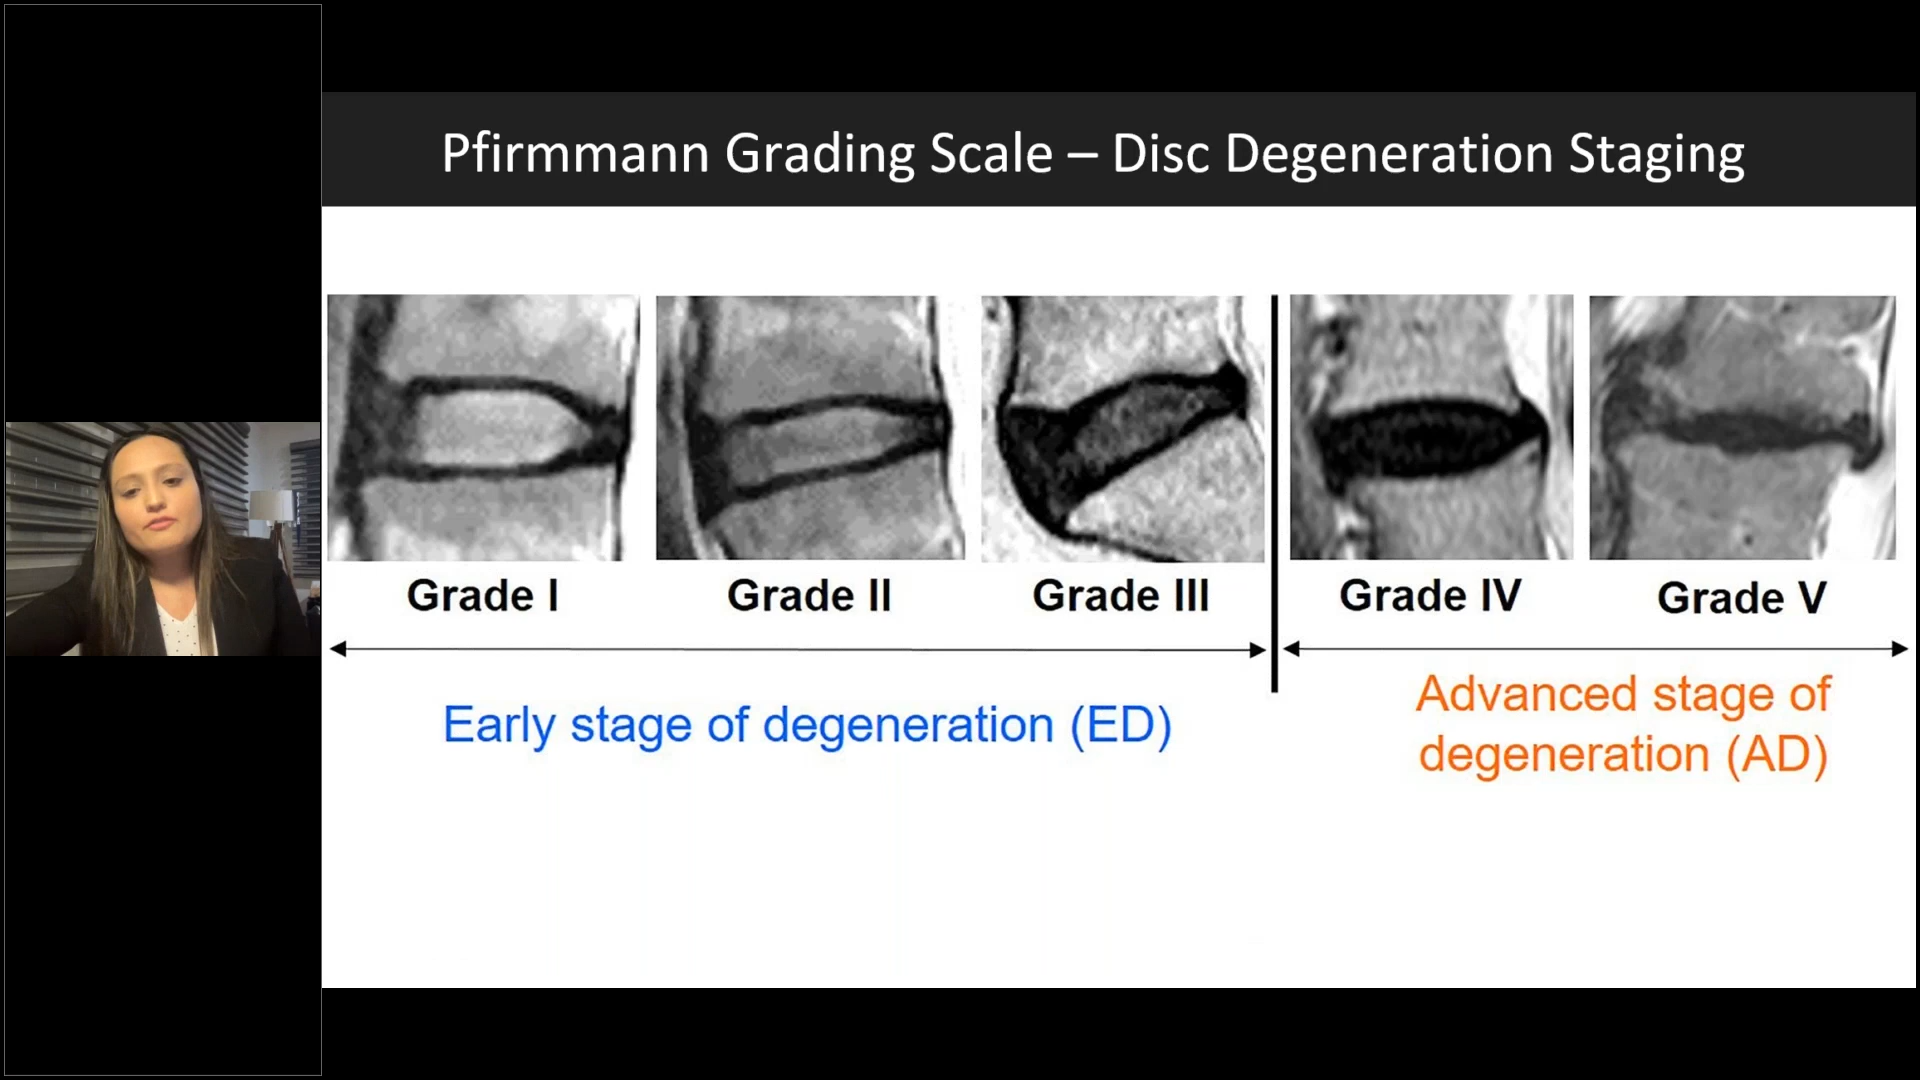 Pfirmmann Grading Scale – Disc Degeneration Staging
Grade I
Grade II
Grade III
Grade IV
Grade V
Early stage of degeneration (ED)
Advanced stage of
degeneration (AD)